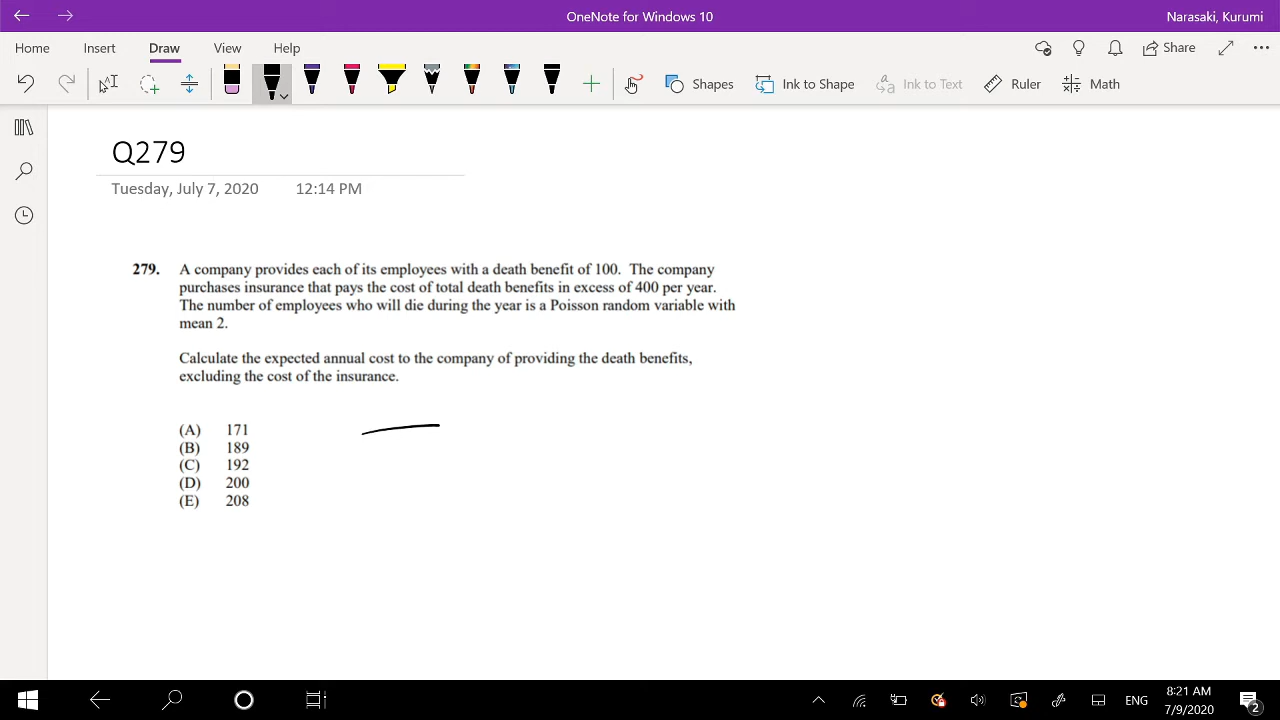 OneNote for Windows 10
Narasaki, Kurumi
Home Insert Draw View Help
Share
Shapes Ink to Shape Ink to Text Ruler Math
Q279
Tuesday, July 7, 2020 12:14 PM
279. A company provides each of its employees with a death benefit of 100. The company
purchases insurance that pays the cost of total death benefits in excess of 400 per year.
The number of employees who will die during the year is a Poisson random variable with
mean 2.
Calculate the expected annual cost to the company of providing the death benefits,
excluding the cost of the insurance.
(A) 171
(B) 189
(C) 192
(D) 200
(E) 208
ENG
8:21 AM
7/9/2020
2